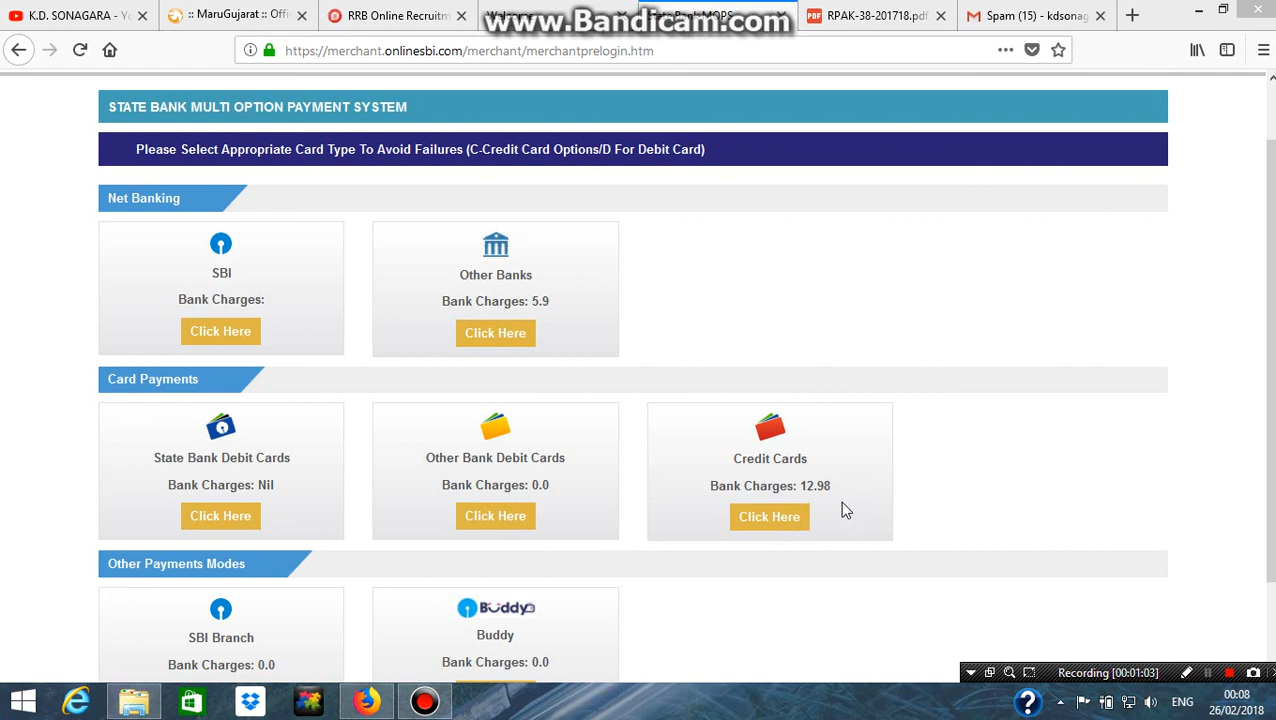 K.D. SONAGARA -
:: MaruGujarat :: Offi
RRB Online Recruitm
RPAK-38
01718.pdf
Spam (15) - kdsonag
www.Bandicam.com
https://merchant.onlinesbi.com/merchant/merchantprelogin.htm
STATE BANK MULTI OPTION PAYMENT SYSTEM
Please Select Appropriate Card Type To Avoid Failures (C-Credit Card Options/D For Debit Card)
Net Banking
SBI
Bank Charges:
Click Here
Other Banks
Bank Charges: 5.9
Click Here
Card Payments
State Bank Debit Cards
Bank Charges: Nil
Click Here
Other Bank Debit Cards
Bank Charges: 0.0
Click Here
Credit Cards
Bank Charges: 12.98
Click Here
Other Payments Modes
SBI Branch
Bank Charges: 0.0
Buddy
Buddy
Bank Charges: 0.0
Recording [00:01:03]
ENG
00:08
26/02/2018